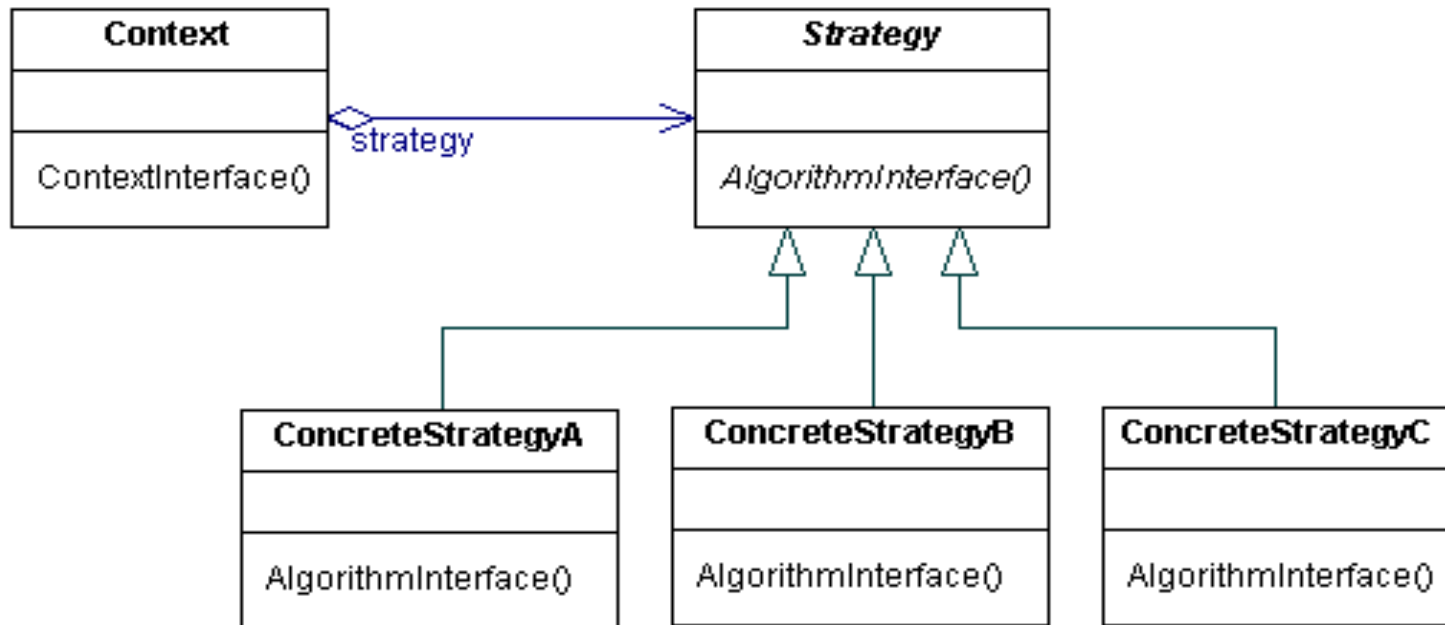 Context
Strategy
strategy
ContextInterface()
AlgorithmInterface()
ConcreteStrategyA
ConcreteStrategyB
ConcreteStrategyC
AlgorithmInterface()
AlgorithmInterface()
AlgorithmInterface()